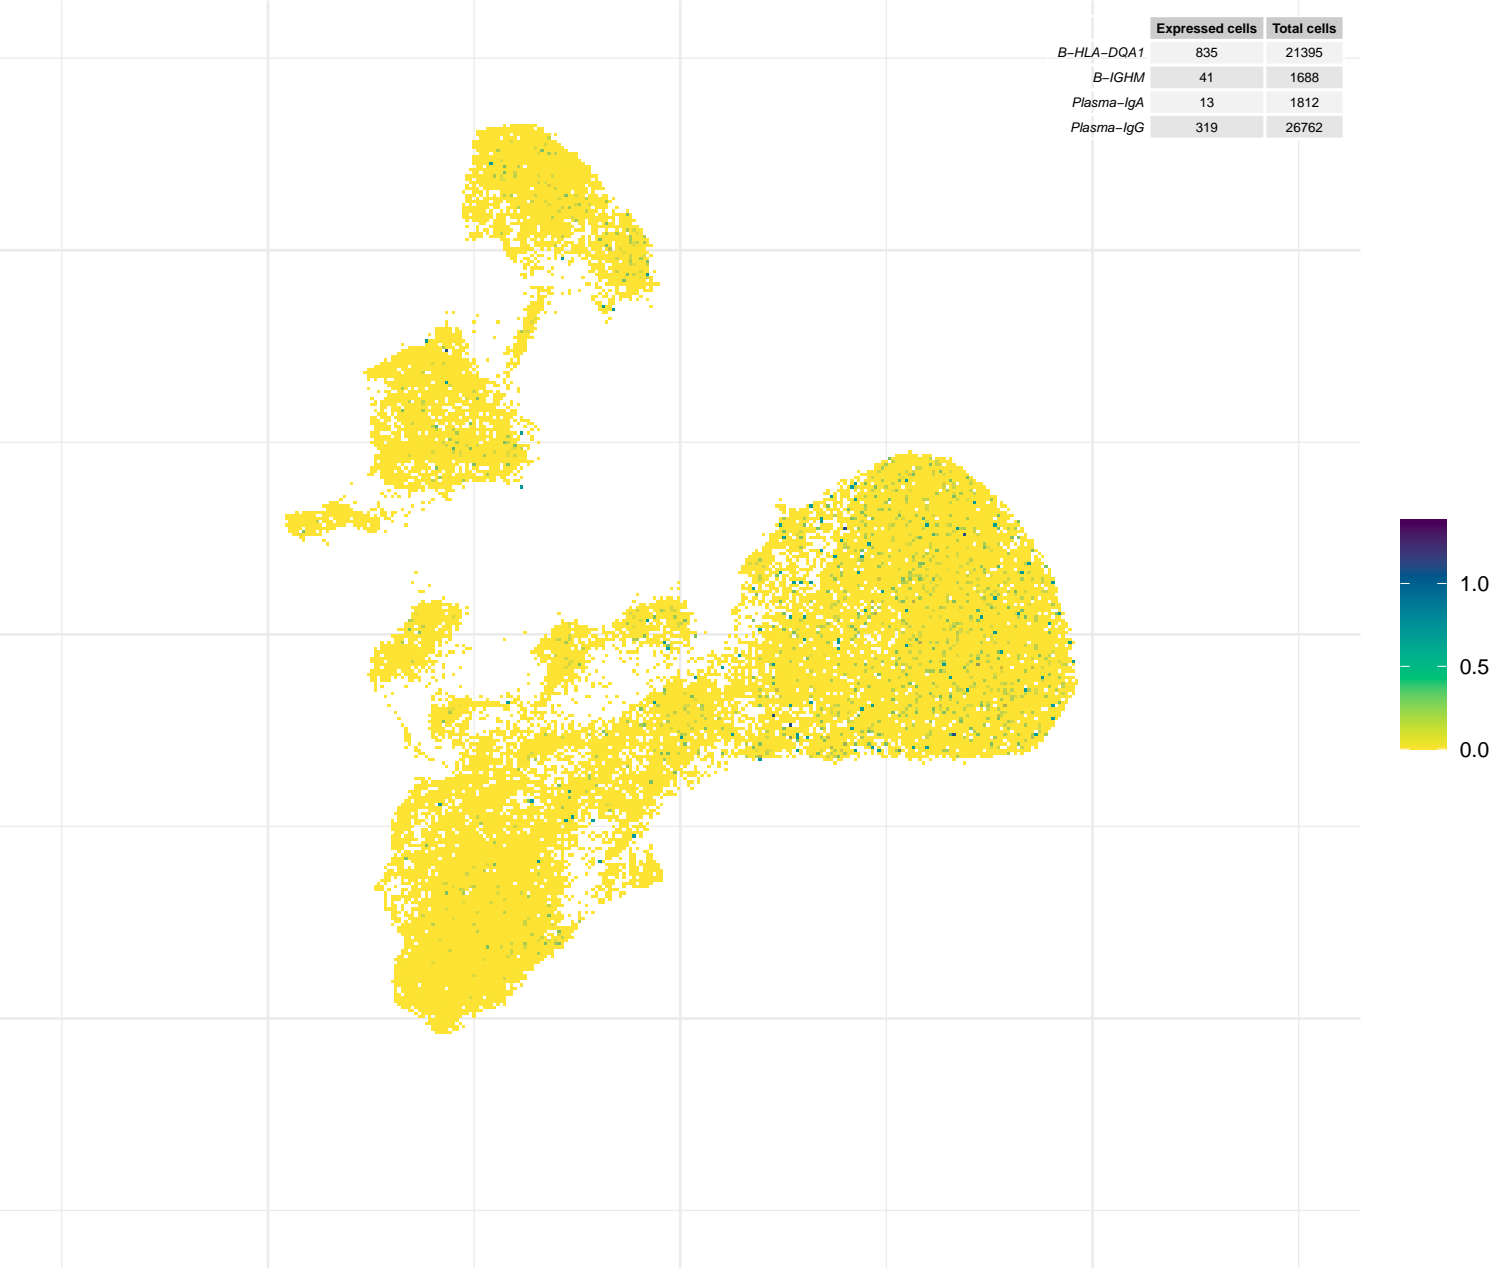 Expressed cells Total cells
B−HLA−DQA1 835 21395
B−IGHM 41 1688
Plasma−IgA 13 1812
Plasma−IgG 319 26762
1.0
0.5
0.0